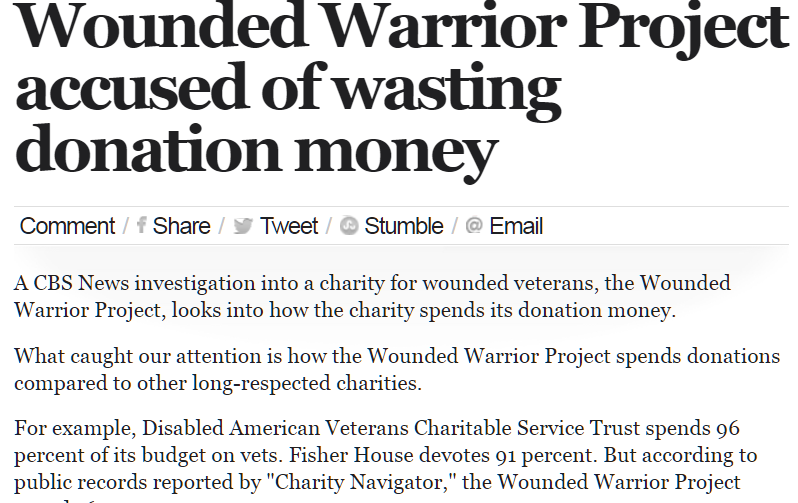 Wounded Warrior Project
accused of wasting
donation money
Comment / Share / Tweet / Stumble / @ Email
A CBS News investigation into a charity for wounded veterans, the Wounded
Warrior Project, looks into how the charity spends its donation money.
What caught our attention is how the Wounded Warrior Project spends donations
compared to other long-respected charities.
For example, Disabled American Veterans Charitable Service Trust spends 96
percent of its budget on vets. Fisher House devotes 91 percent. But according to
public records reported by "Charity Navigator," the Wounded Warrior Project